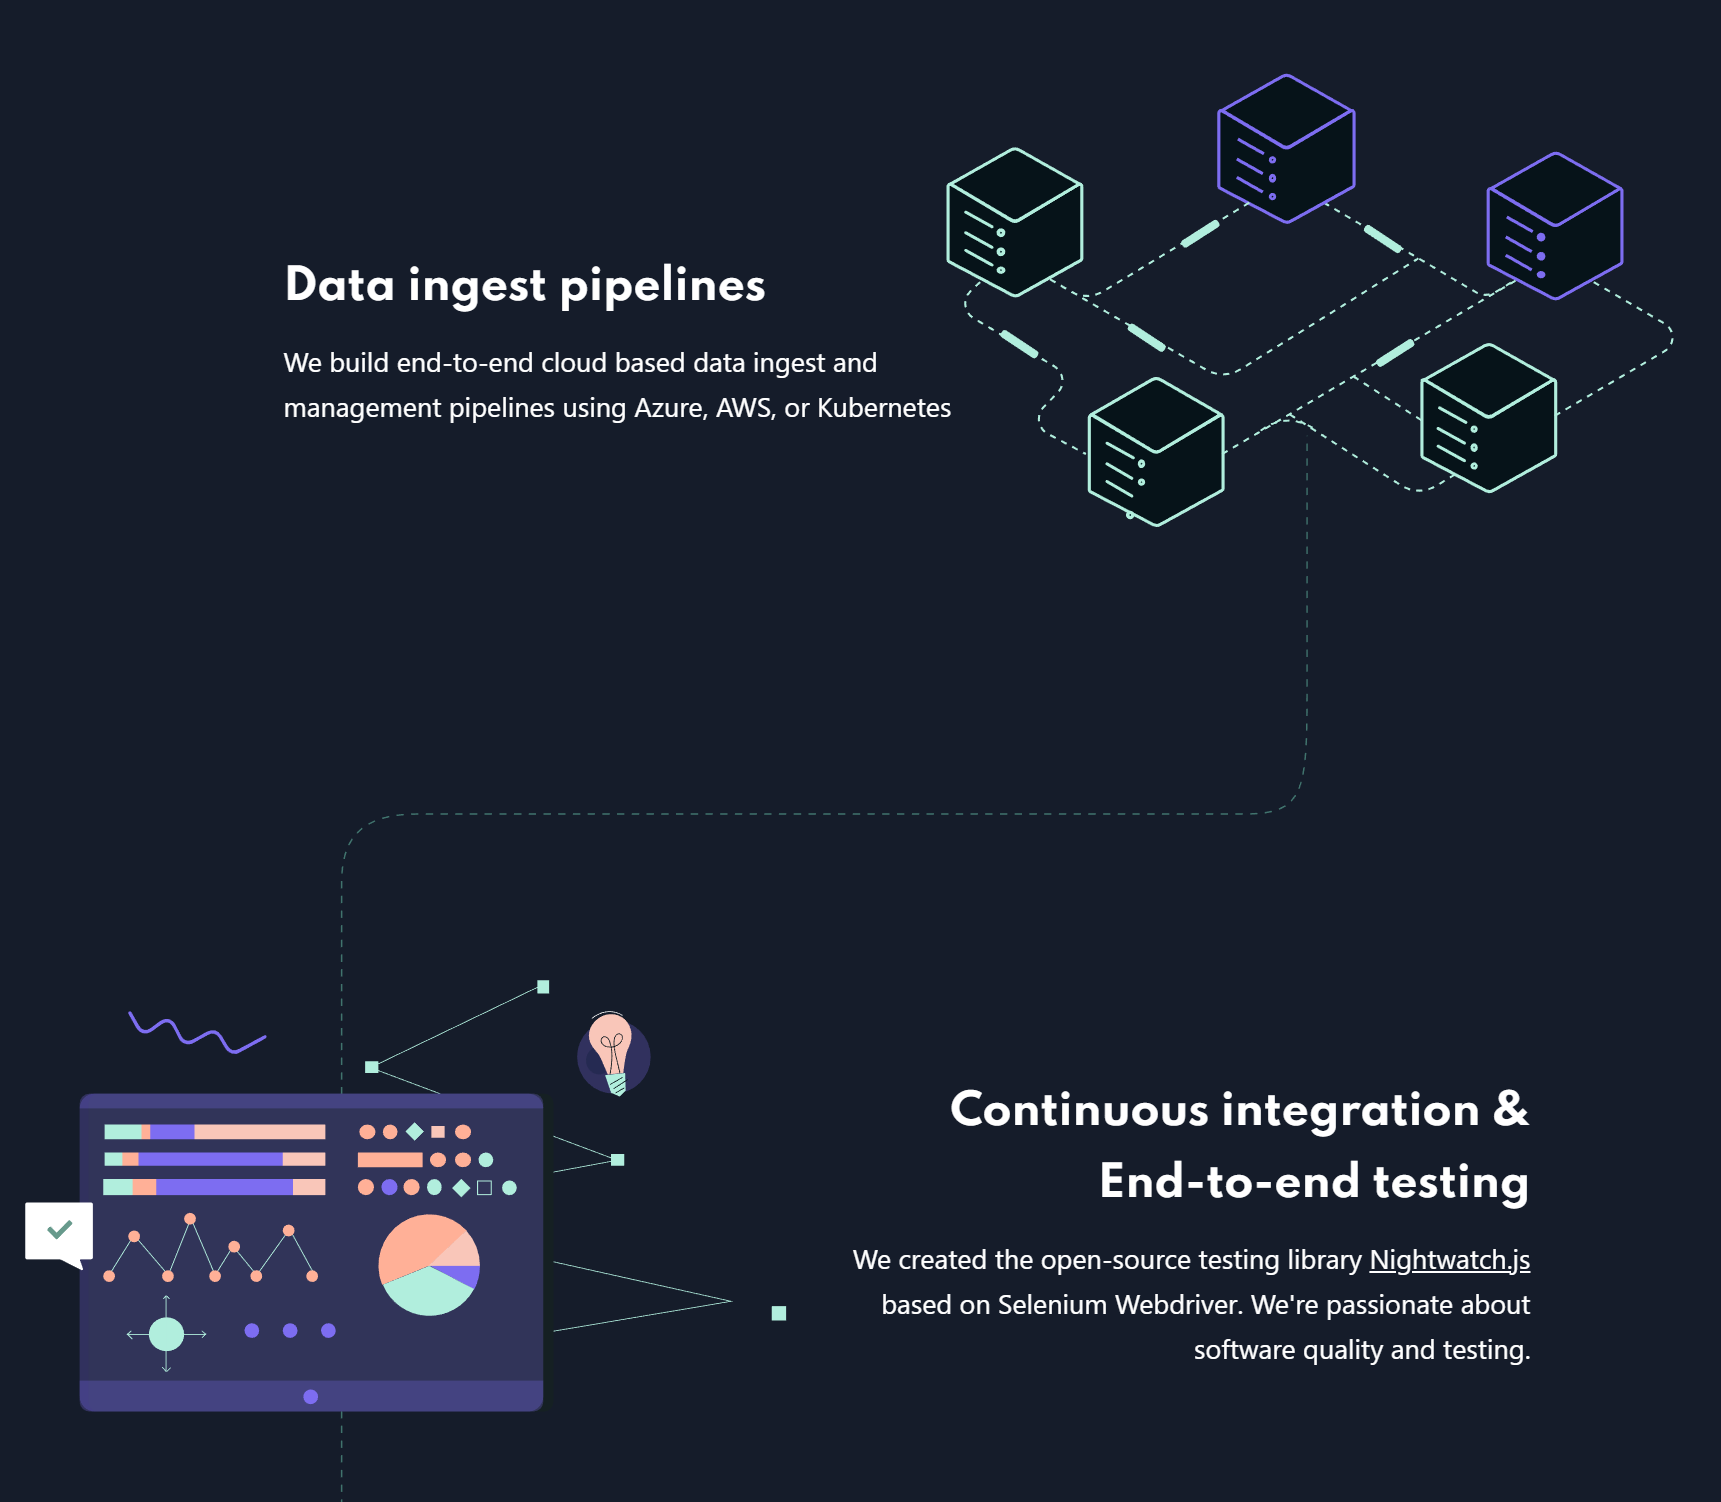 Data ingest pipelines
We build end-to-end cloud based data ingest and
management pipelines using Azure, AWS, or Kubernetes
Continuous integration &
End-to-end testing
We created the open-source testing library Nightwatch.js
based on Selenium Webdriver. We're passionate about
software quality and testing.